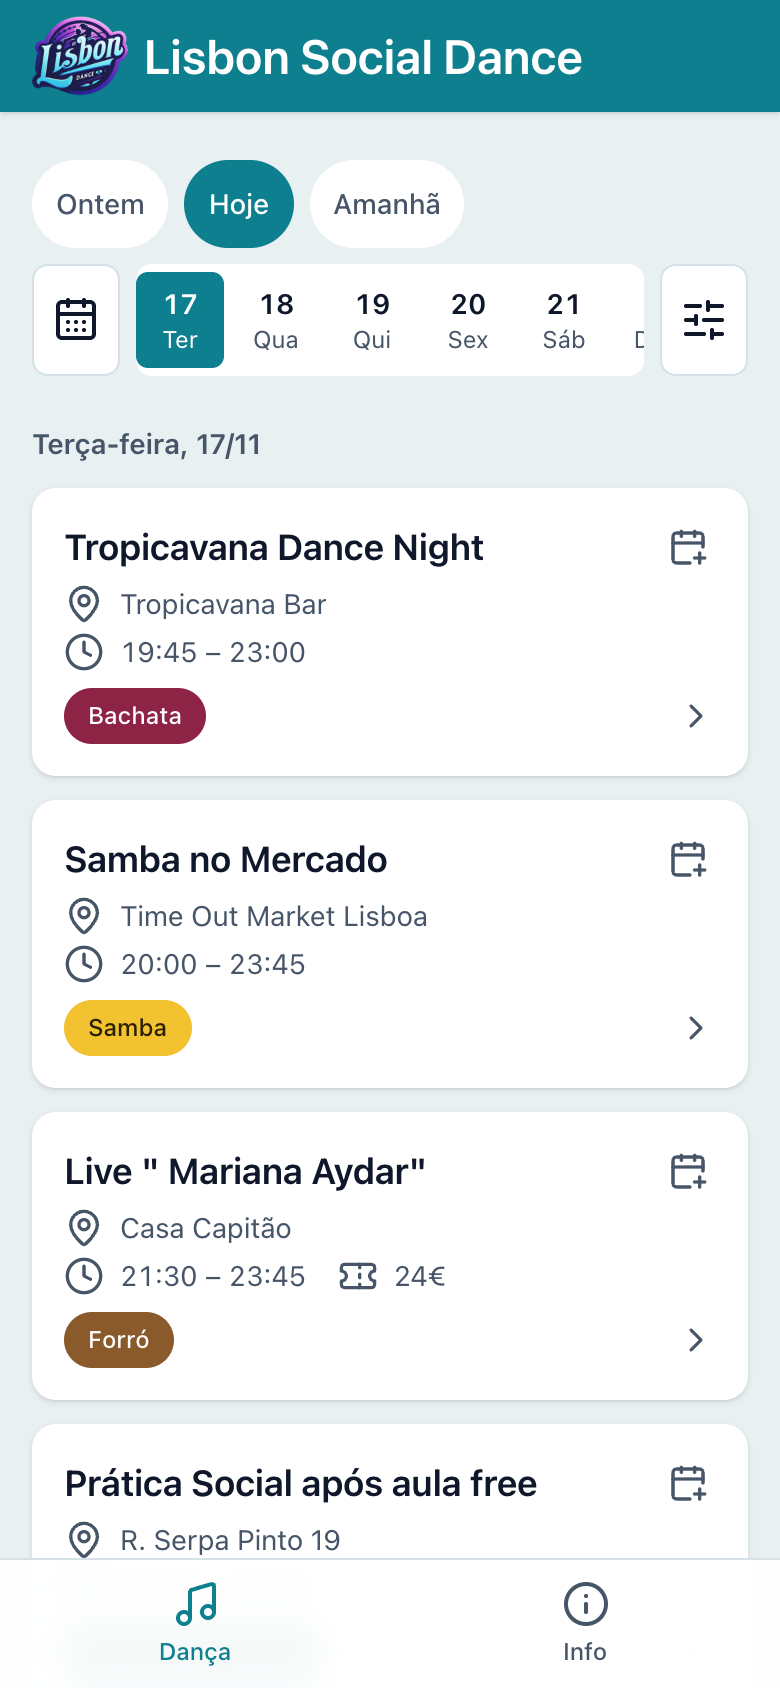 Lisbon
DANCE
Lisbon Social Dance
Ontem
Hoje
Amanhã
17
Ter
18
Qua
19
Qui
20
Sex
21
Sáb
Terça-feira, 17/11
Tropicavana Dance Night
Tropicavana Bar
19:45 – 23:00
Bachata
Samba no Mercado
Time Out Market Lisboa
20:00 – 23:45
Samba
Live " Mariana Aydar"
Casa Capitão
21:30 – 23:45 24€
Forró
Prática Social após aula free
R. Serpa Pinto 19
Dança
Info